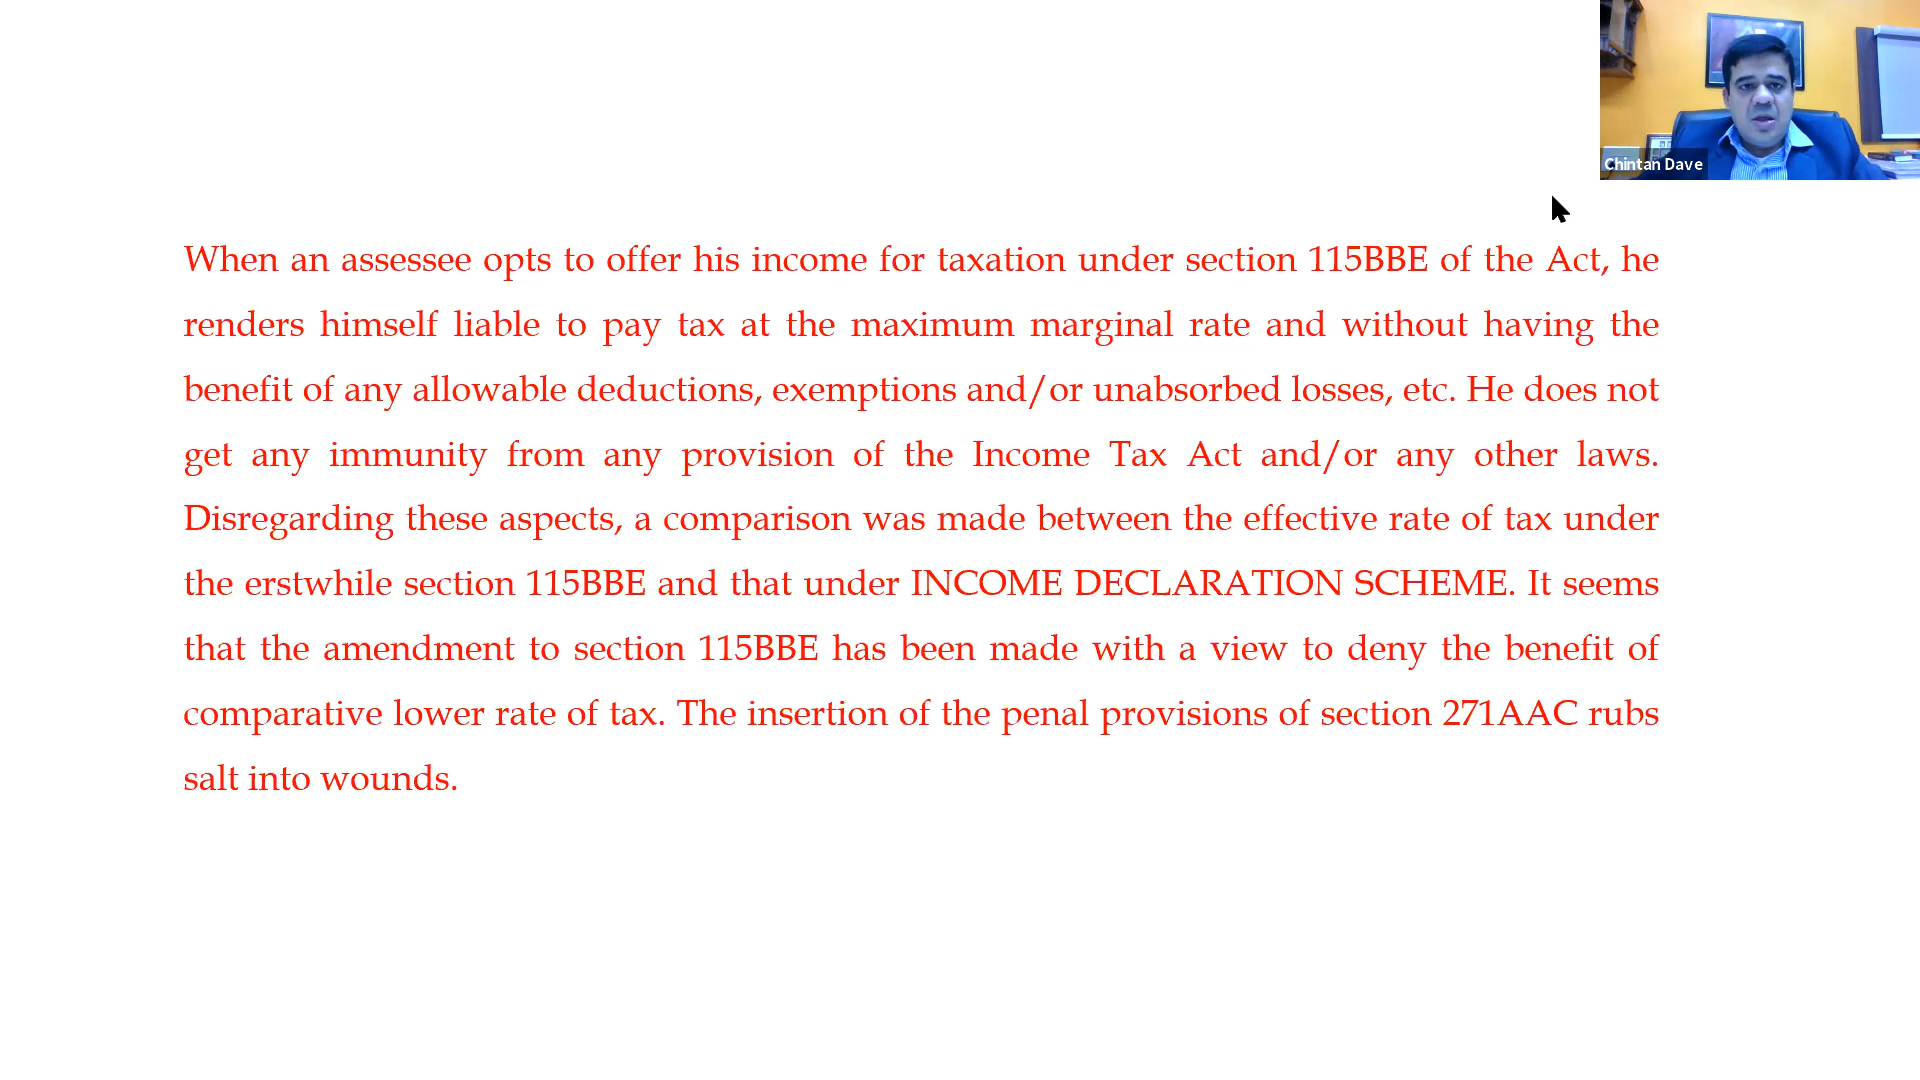 Chintan Dave
When an assessee opts to offer his income for taxation under section 115BBE of the Act, he
renders himself liable to pay tax at the maximum marginal rate and without having the
benefit of any allowable deductions, exemptions and/or unabsorbed losses, etc. He does not
get any immunity from any provision of the Income Tax Act and/or any other laws.
Disregarding these aspects, a comparison was made between the effective rate of tax under
the erstwhile section 115BBE and that under INCOME DECLARATION SCHEME. It seems
that the amendment to section 115BBE has been made with a view to deny the benefit of
comparative lower rate of tax. The insertion of the penal provisions of section 271AAC rubs
salt into wounds.